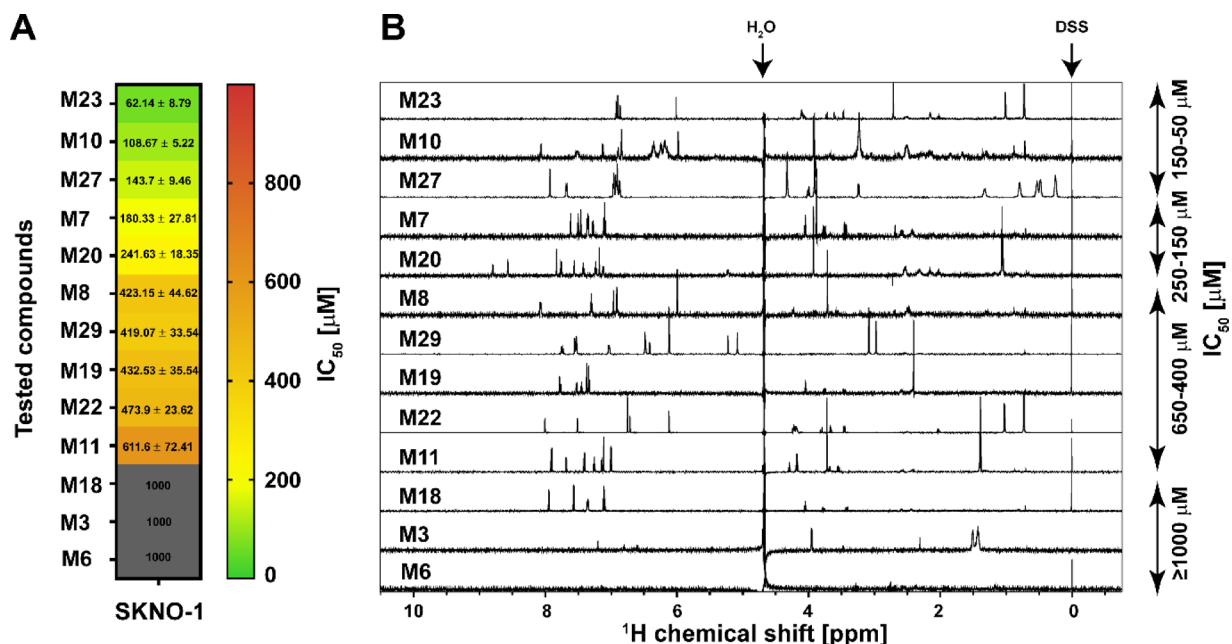 A
Tested compounds
M23
M10
M27
M7
M20
M8
M29
M19
M22
M11
M18
M3
M6
62.14 ± 8.79
108.67 ± 5.22
143.7 ± 9.46
180.33 ± 27.81
241.63 ± 18.35
423.15 ± 44.62
419.07 ± 33.54
432.53 ± 35.54
473.9 ± 23.62
611.6 ± 72.41
1000
1000
1000
SKNO-1
800
600
400
200
0
IC₅₀ [µM]
B
H₂O
DSS
M23
M10
M27
M7
M20
M8
M29
M19
M22
M11
M18
M3
M6
10
8
6
4
2
0
¹H chemical shift [ppm]
150-50 µM
250-150 µM
650-400 µM
≥1000 µM
IC₅₀ [µM]